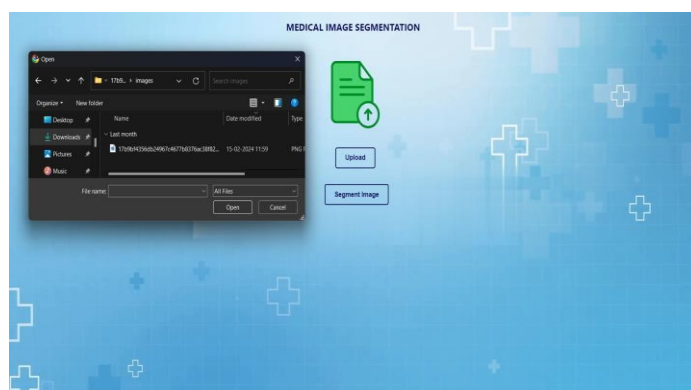 MEDICAL IMAGE SEGMENTATION
Open
17b9.. › images
Search images
Organize
New folder
Name
Date modified
Type
Desktop
Downloads
Pictures
Music
Last month
15-02-2024 11:59
PNG F
File name:
All Files
Open
Cancel
Upload
Segment Image